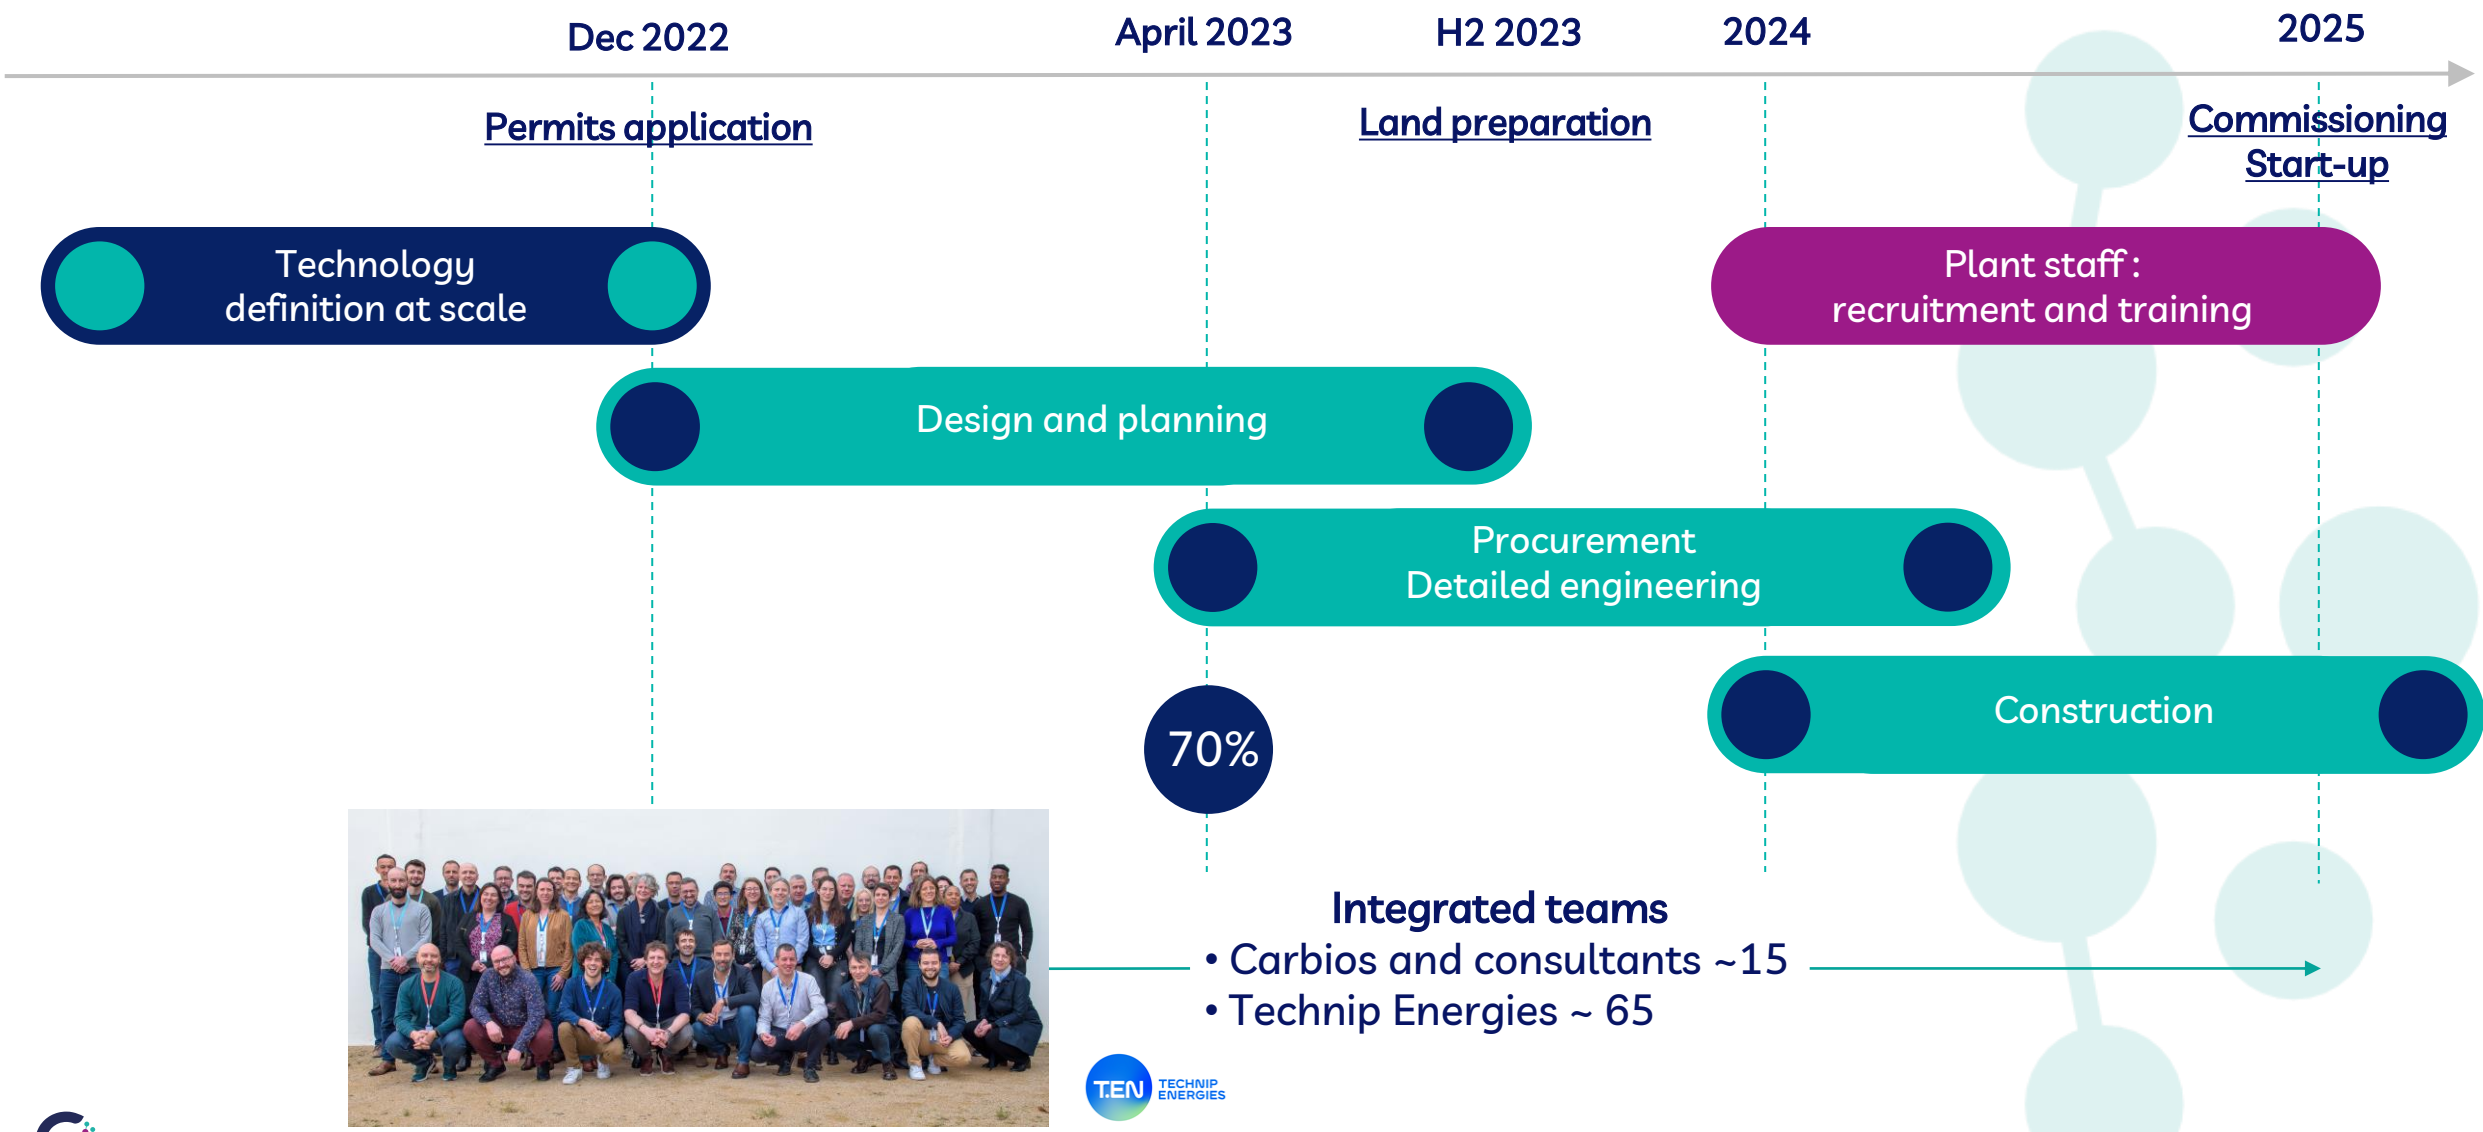 Dec 2022
April 2023
H2 2023
2024
2025
Permits application
Land preparation
Commissioning
Start-up
Technology
definition at scale
Plant staff :
recruitment and training
Design and planning
Procurement
Detailed engineering
Construction
70%
Integrated teams
• Carbios and consultants ~15
• Technip Energies ~ 65
T.EN
TECHNIP
ENERGIES